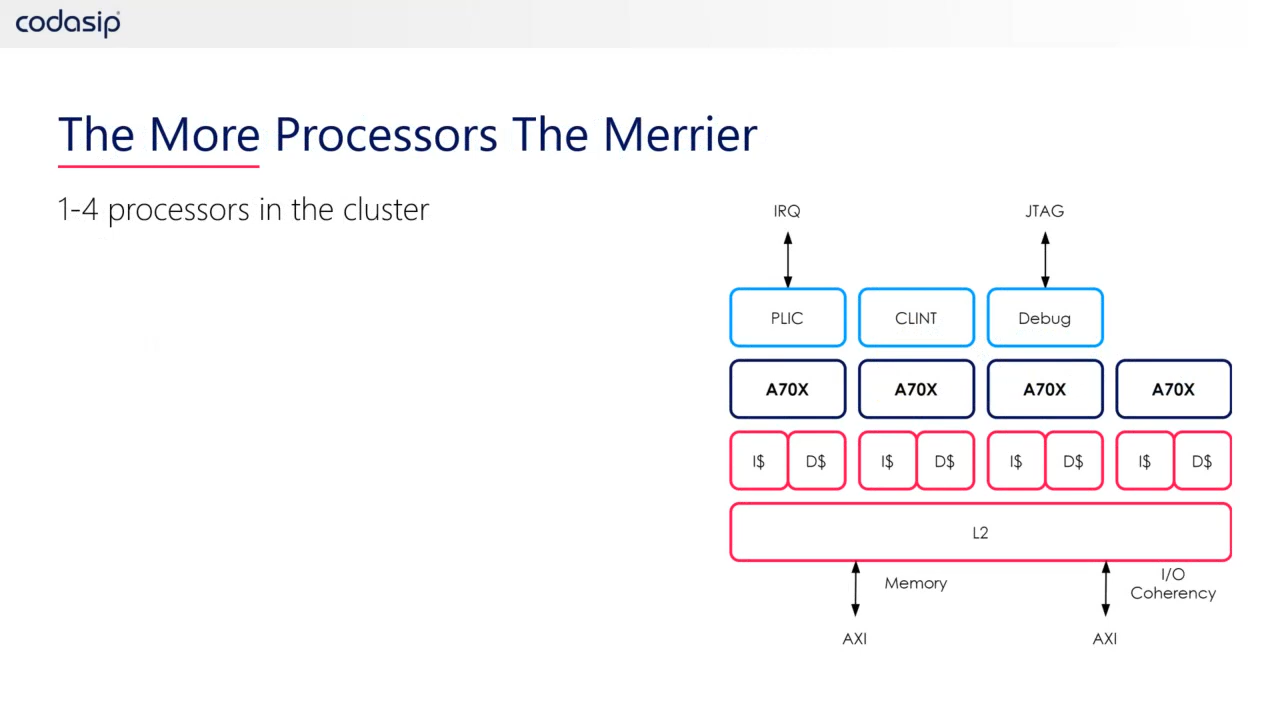 codasip
The More Processors The Merrier
1-4 processors in the cluster
IRQ JTAG
PLIC CLINT Debug
A70X A70X A70X A70X
I$ D$ I$ D$ I$ D$ I$ D$
L2
Memory
I/O
Coherency
AXI AXI